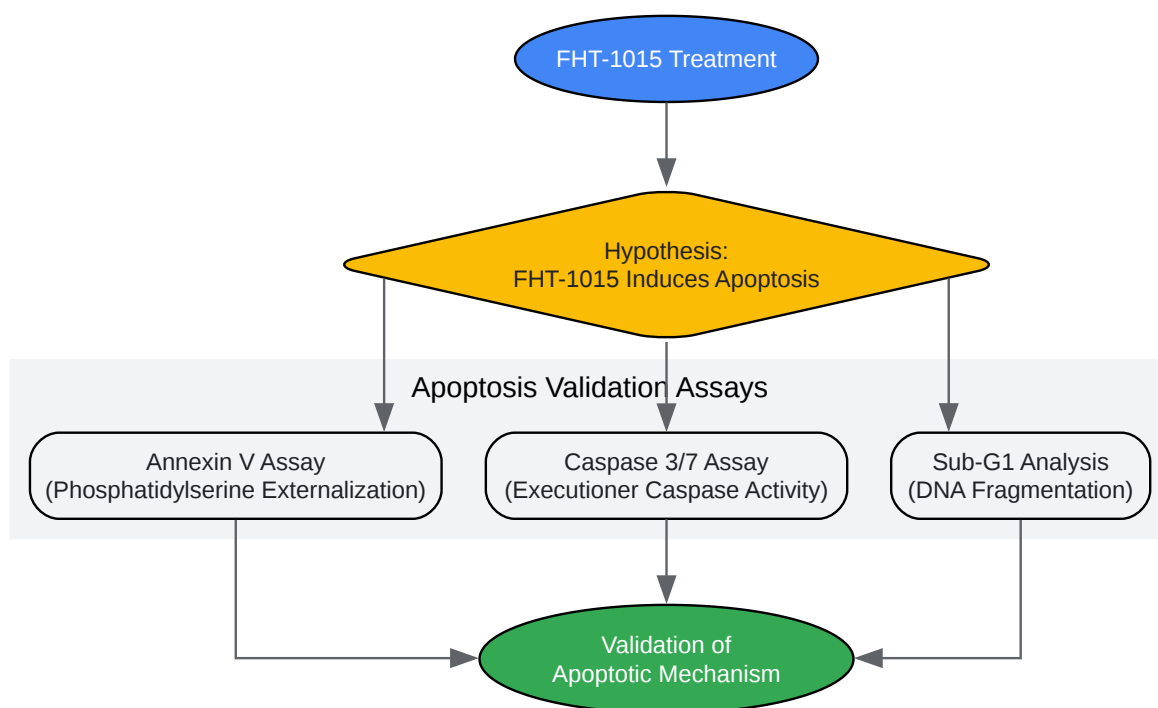 FHT-1015 Treatment
Hypothesis:
FHT-1015 Induces Apoptosis
Apoptosis Validation Assays
Annexin V Assay
(Phosphatidylserine Externalization)
Caspase 3/7 Assay
(Executioner Caspase Activity)
Sub-G1 Analysis
(DNA Fragmentation)
Validation of
Apoptotic Mechanism